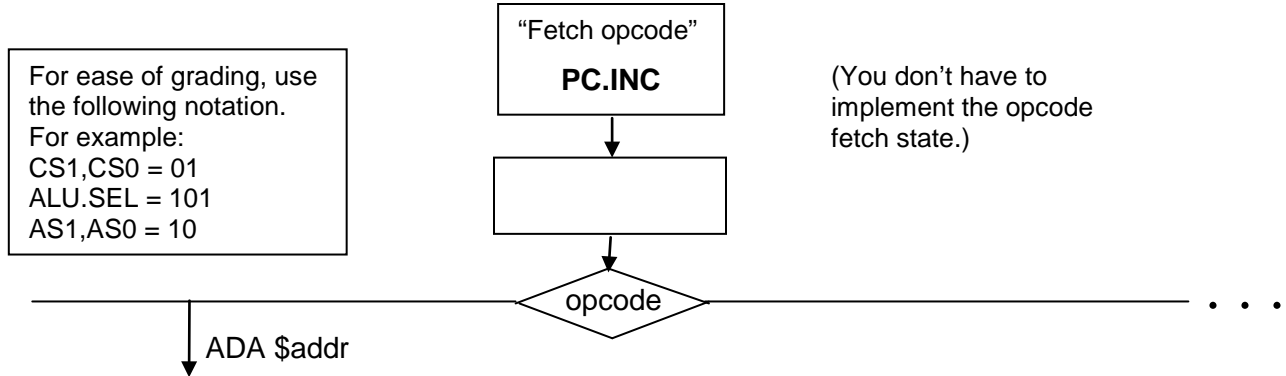 For ease of grading, use
the following notation.
For example:
CS1,CS0 = 01
ALU.SEL = 101
AS1,AS0 = 10
“Fetch opcode”
PC.INC
(You don’t have to
implement the opcode
fetch state.)
opcode
. . .
ADA $addr